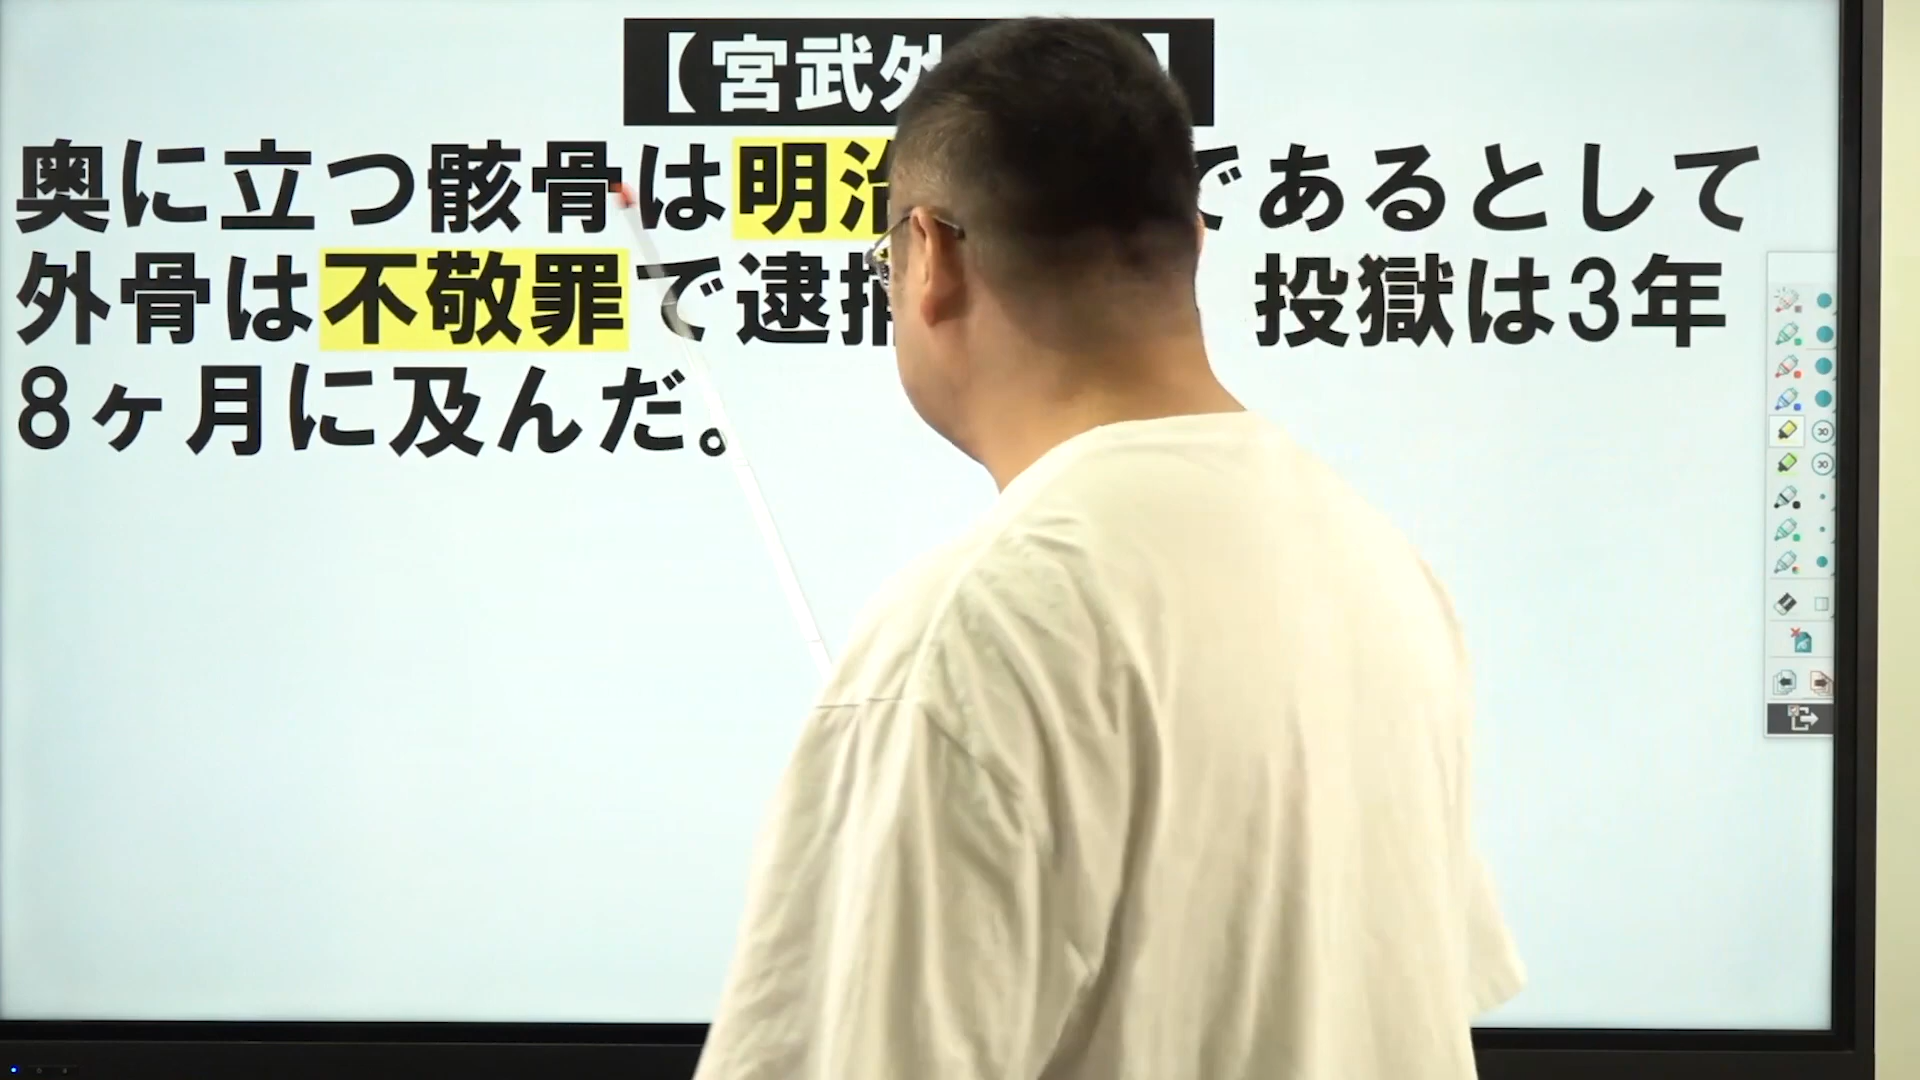 【宮武外】
奥に立つ骸骨は明治であるとして
外骨は不敬罪で逮捕 投獄は3年
8ヶ月に及んだ。